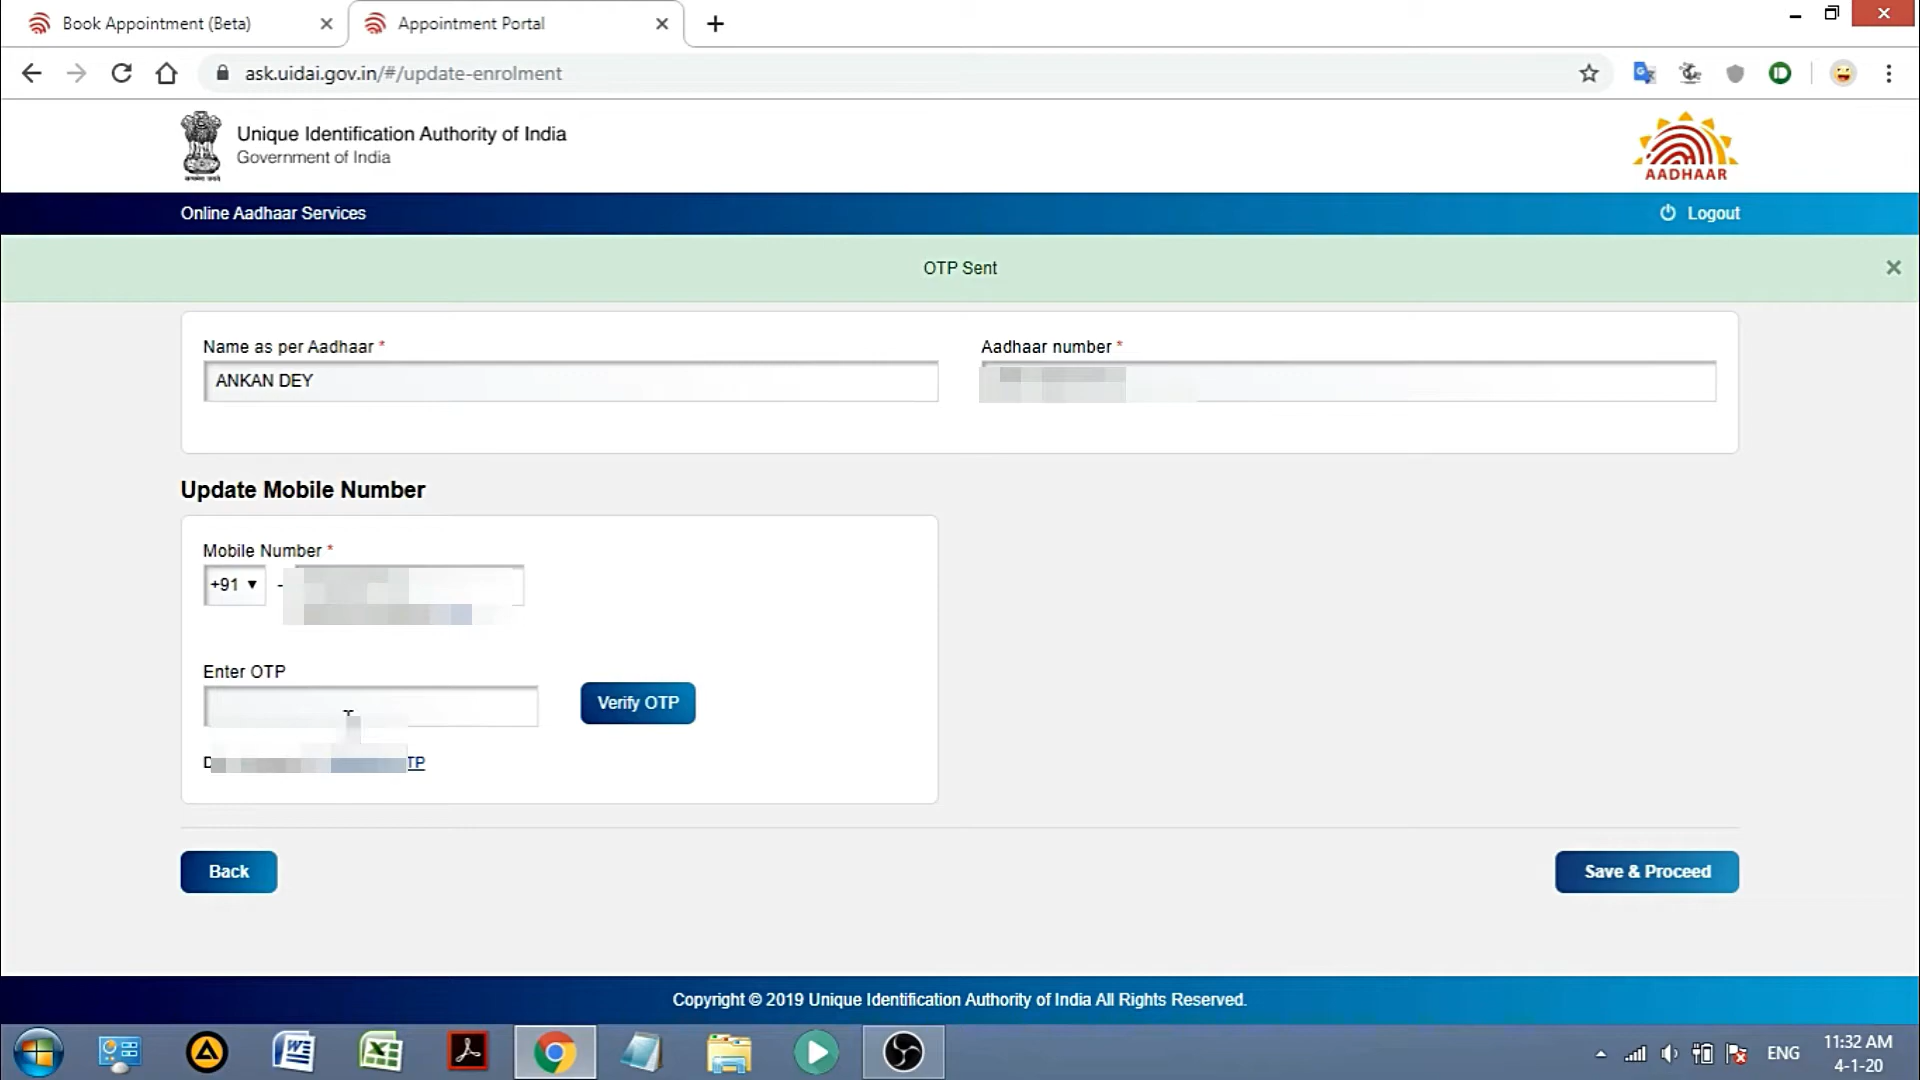 Book Appointment (Beta)
Appointment Portal
ask.uidai.gov.in/#/update-enrolment
Unique Identification Authority of India
Government of India
AADHAAR
Online Aadhaar Services
Logout
OTP Sent
Name as per Aadhaar *
Aadhaar number *
ANKAN DEY
Update Mobile Number
Mobile Number *
+91
-
Enter OTP
Verify OTP
D
TP
Back
Save & Proceed
Copyright © 2019 Unique Identification Authority of India All Rights Reserved.
ENG
11:32 AM
4-1-20